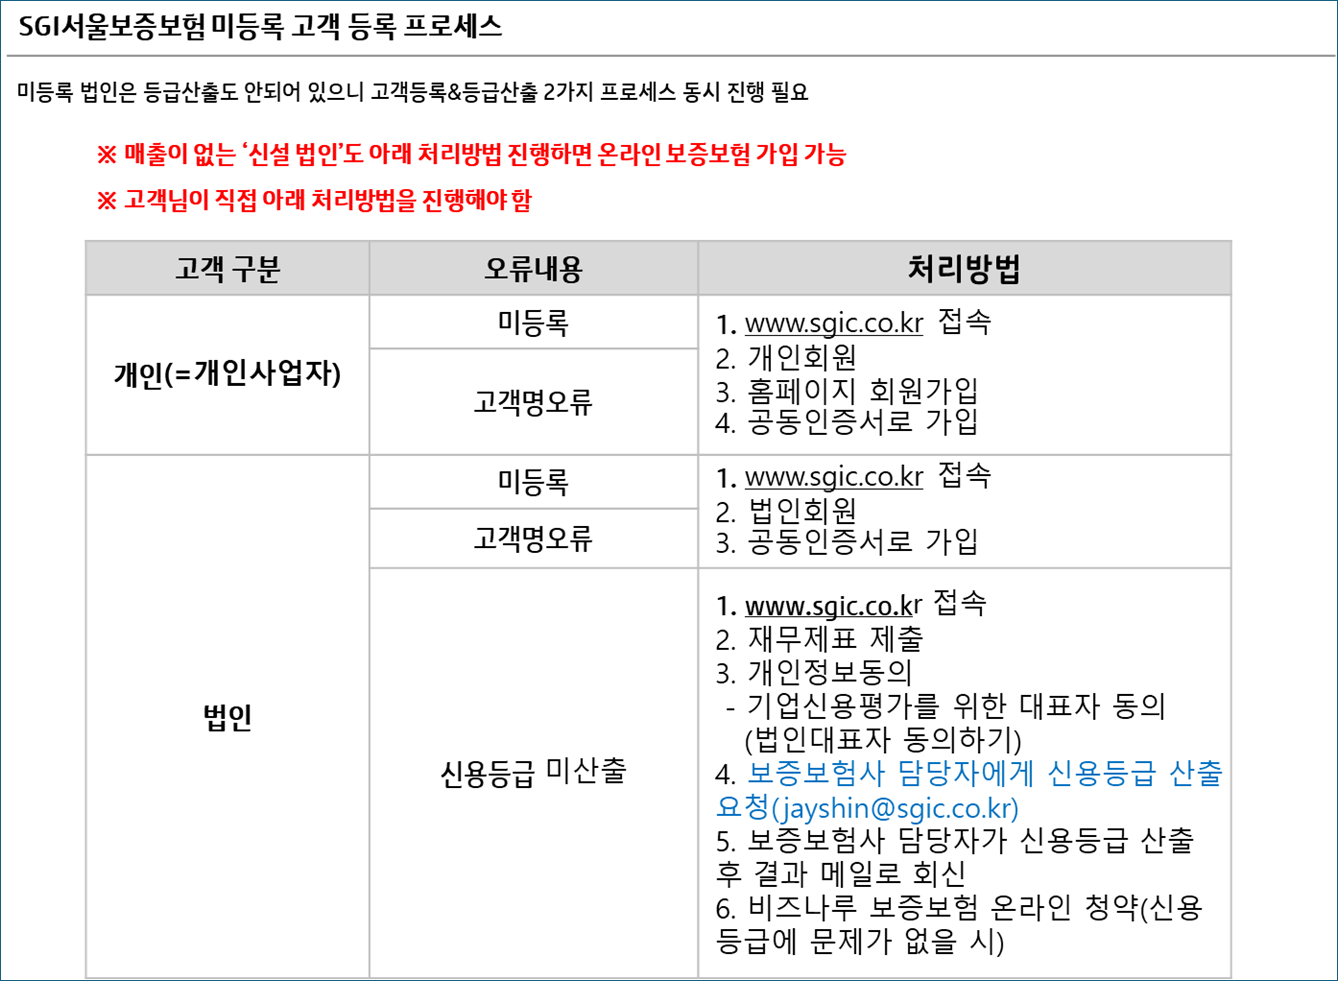 SGI서울보증보험 미등록 고객 등록 프로세스
미등록 법인은 등급산출도 안되어 있으니 고객등록&등급산출 2가지 프로세스 동시 진행 필요
※ 매출이 없는 ‘신설 법인’도 아래 처리방법 진행하면 온라인 보증보험 가입 가능
※ 고객님이 직접 아래 처리방법을 진행해야 함
고객 구분
오류내용
처리방법
개인(=개인사업자)
미등록
고객명오류
1. www.sgic.co.kr 접속
2. 개인회원
3. 홈페이지 회원가입
4. 공동인증서로 가입
법인
미등록
고객명오류
1. www.sgic.co.kr 접속
2. 법인회원
3. 공동인증서로 가입
신용등급 미산출
1. www.sgic.co.kr 접속
2. 재무제표 제출
3. 개인정보동의
- 기업신용평가를 위한 대표자 동의
(법인대표자 동의하기)
4. 보증보험사 담당자에게 신용등급 산출
요청(jayshin@sgic.co.kr)
5. 보증보험사 담당자가 신용등급 산출
후 결과 메일로 회신
6. 비즈나루 보증보험 온라인 청약(신용
등급에 문제가 없을 시)